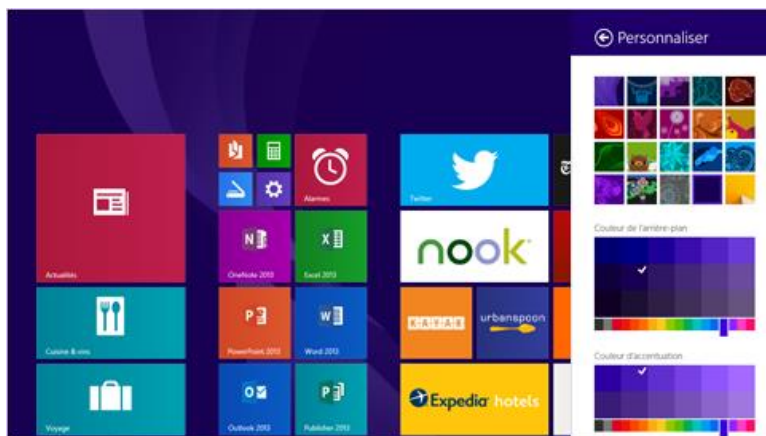 Personnaliser
Actualités
Cuisine & vins
Voyage
Alarmes
OneNote 2013
Excel 2013
PowerPoint 2013
Word 2013
Outlook 2013
Publisher 2013
Twitter
nook
KAYAK
urbanspoon
Expedia hotels
Couleur de l'arrière-plan
Couleur d'accentuation